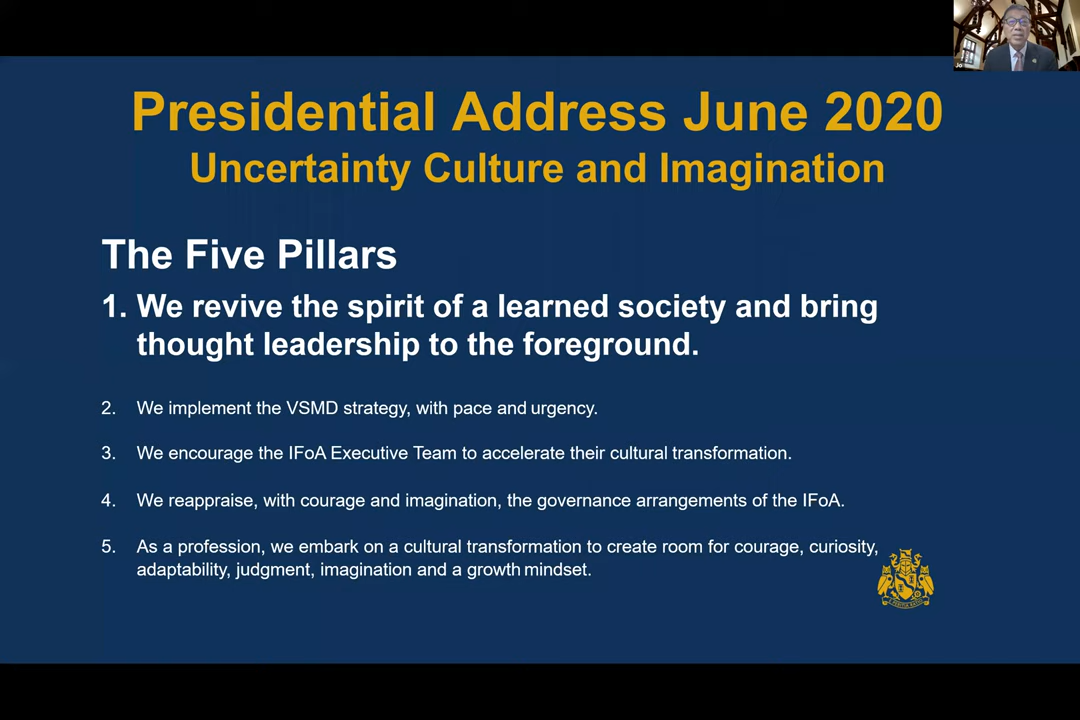 Jo
Presidential Address June 2020
Uncertainty Culture and Imagination
The Five Pillars
1. We revive the spirit of a learned society and bring
thought leadership to the foreground.
2. We implement the VSMD strategy, with pace and urgency.
3. We encourage the IFoA Executive Team to accelerate their cultural transformation.
4. We reappraise, with courage and imagination, the governance arrangements of the IFoA.
5. As a profession, we embark on a cultural transformation to create room for courage, curiosity,
adaptability, judgment, imagination and a growth mindset.